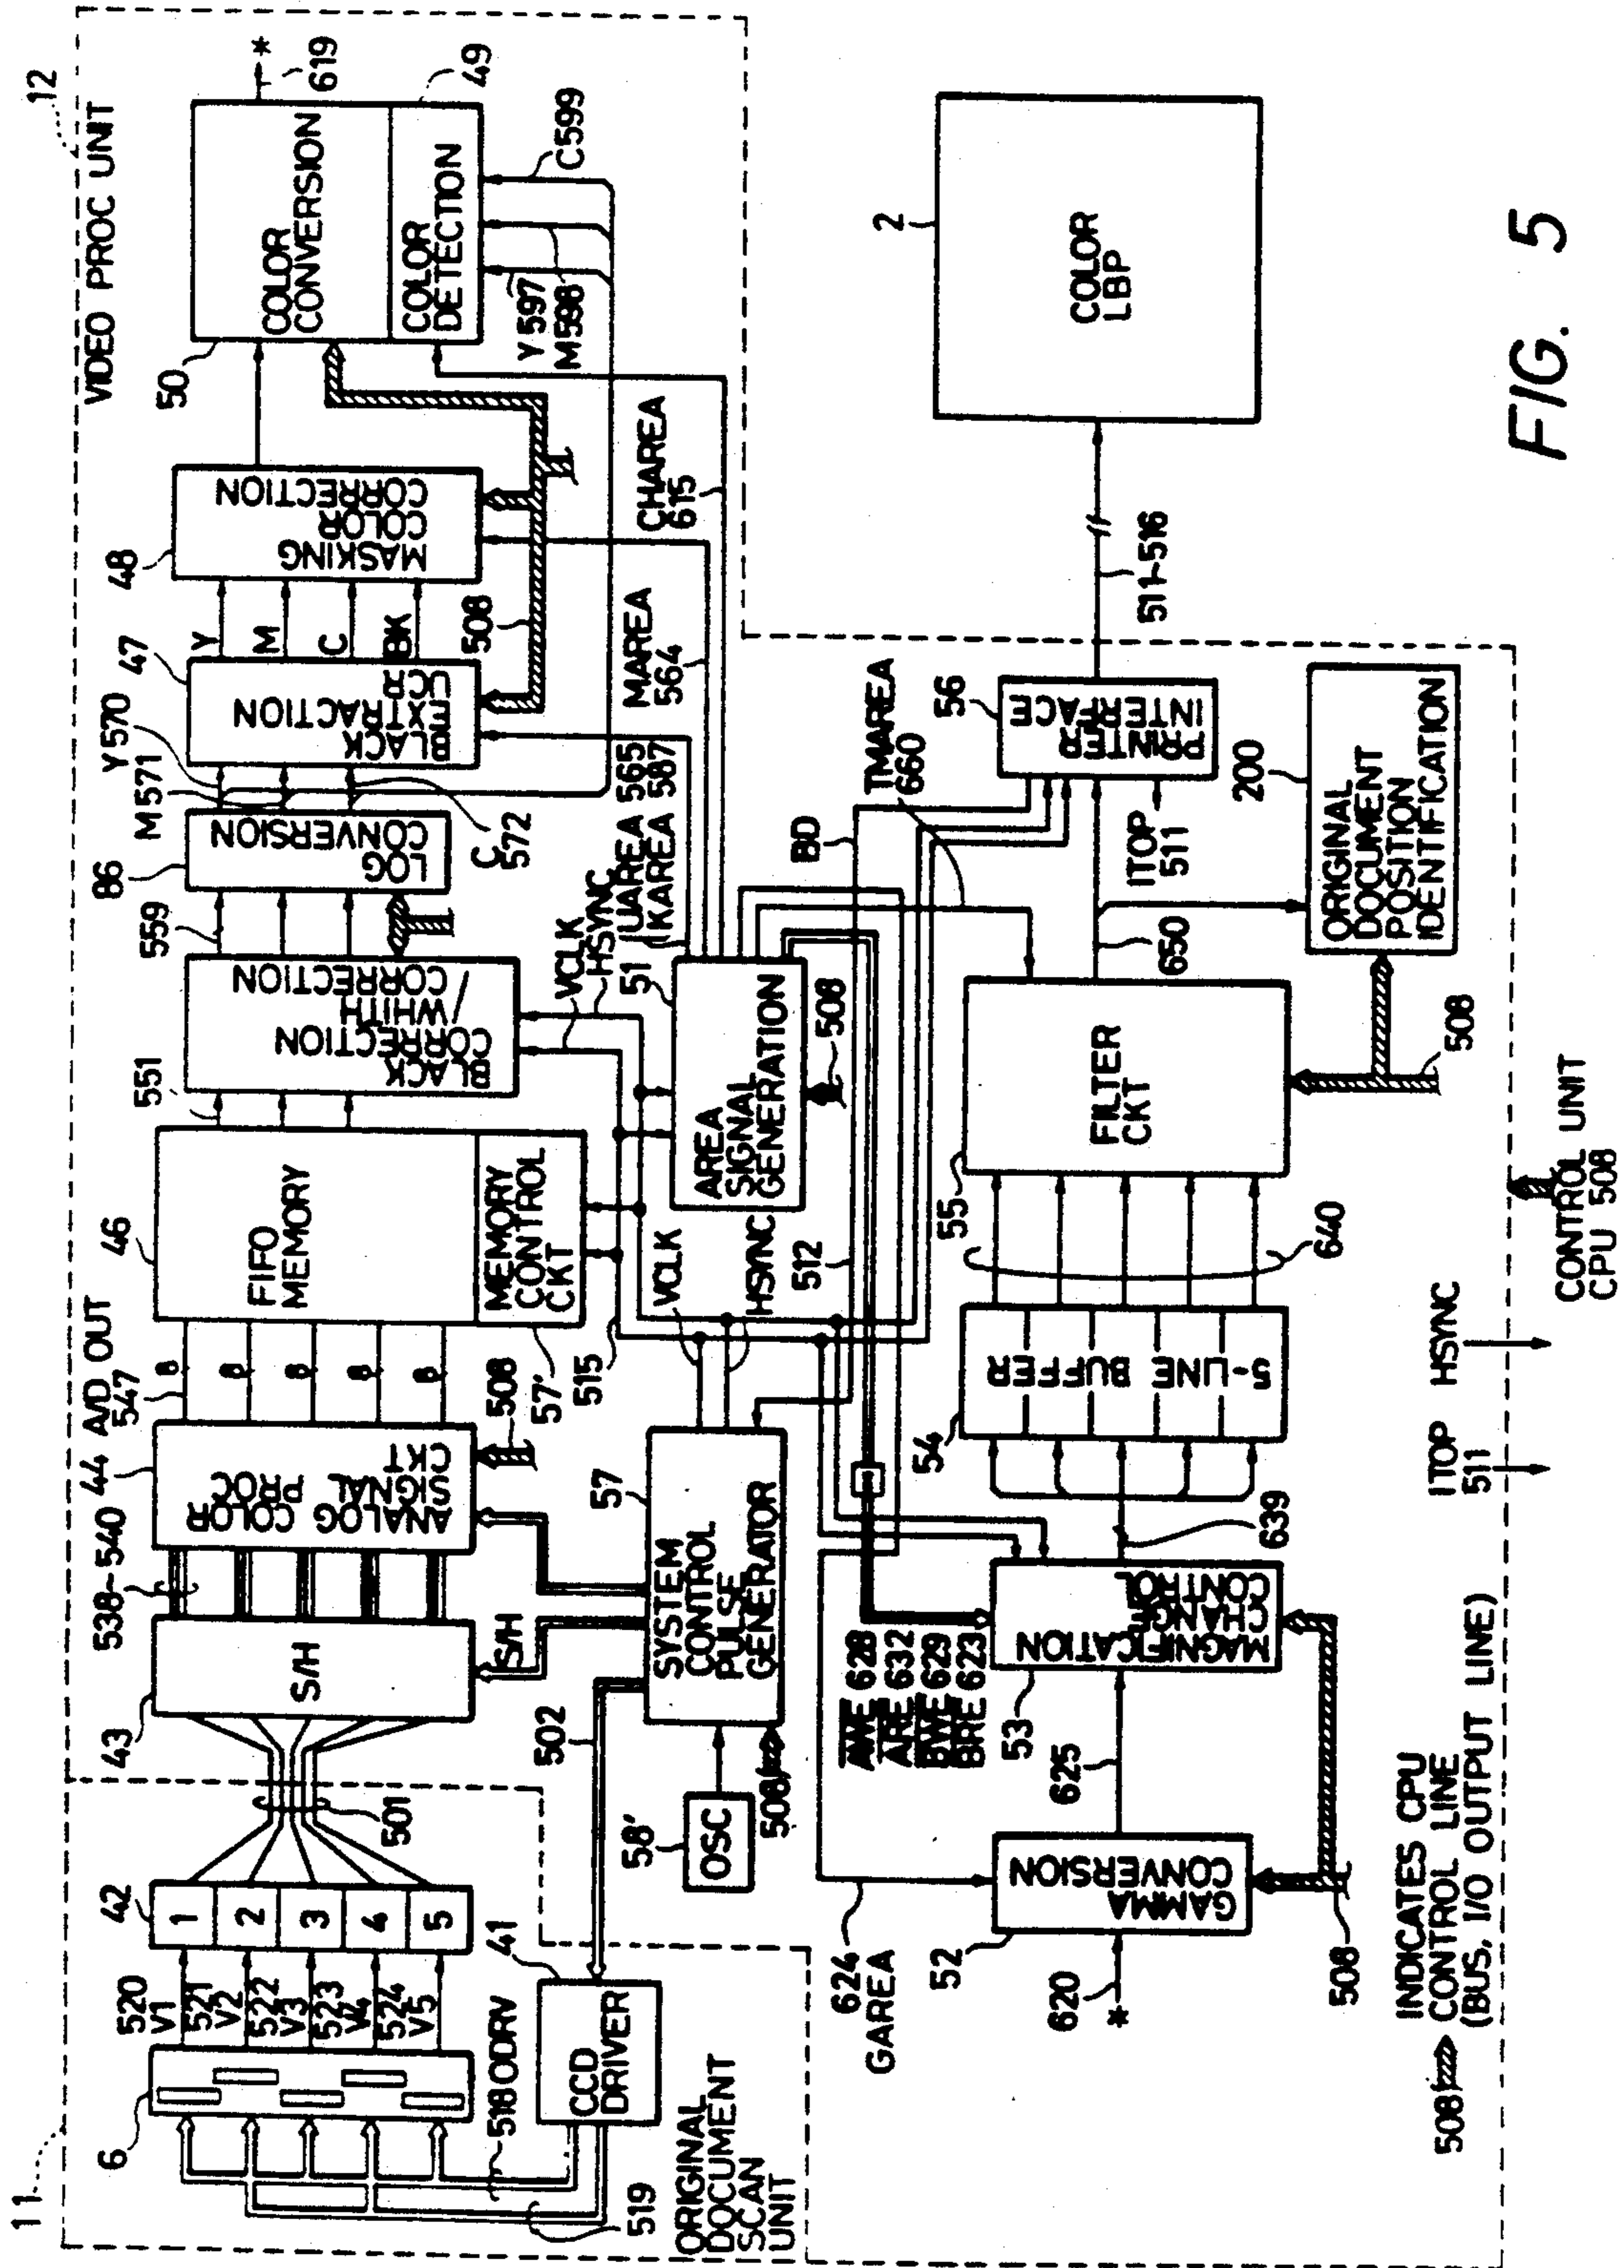 11
12
VIDEO PROC UNIT
6
520
V1
521
V2
522
V3
523
V4
524
V5
42
1
2
3
4
5
501
43
S/H
538~540
44
ANALOG COLOR
SIGNAL PROC
CKT
A/D OUT
547
8
8
8
8
8
508
46
FIFO
MEMORY
MEMORY
CONTROL
CKT
57'
551
BLACK
CORRECTION
/WHITH
CORRECTION
559
86
LOG
CONVERSION
Y570
M571
C
572
47
BLACK
EXTRACTION
UCR
Y
M
C
BK
508
48
MASKING
COLOR
CORRECTION
50
COLOR
CONVERSION
COLOR
DETECTION
49
619
*
Y597
M598
C599
518 ODRV
519
41
CCD
DRIVER
ORIGINAL
DOCUMENT
SCAN
UNIT
502
S/H
58'
OSC
508
57
SYSTEM
CONTROL
PULSE
GENERATOR
515
VCLK
HSYNC
512
51
AREA
SIGNAL
GENERATION
508
VCLK
HSYNC
UAREA 565
KAREA 587
MAREA
564
CHAREA
615
BD
TMAREA
660
624
GAREA
620
*
52
GAMMA
CONVERSION
508
625
AWE 628
ARE 632
BWE 629
BRE 623
53
MAGNIFICATION
CHANGE
CONTROL
639
54
5-LINE BUFFER
640
55
FILTER
CKT
508
650
ITOP
511
56
PRINTER
INTERFACE
200
ORIGINAL
DOCUMENT
POSITION
IDENTIFICATION
511-516
2
COLOR
LBP
508
INDICATES CPU
CONTROL LINE
(BUS, I/O OUTPUT LINE)
ITOP
511
HSYNC
CONTROL UNIT
CPU 508
FIG. 5